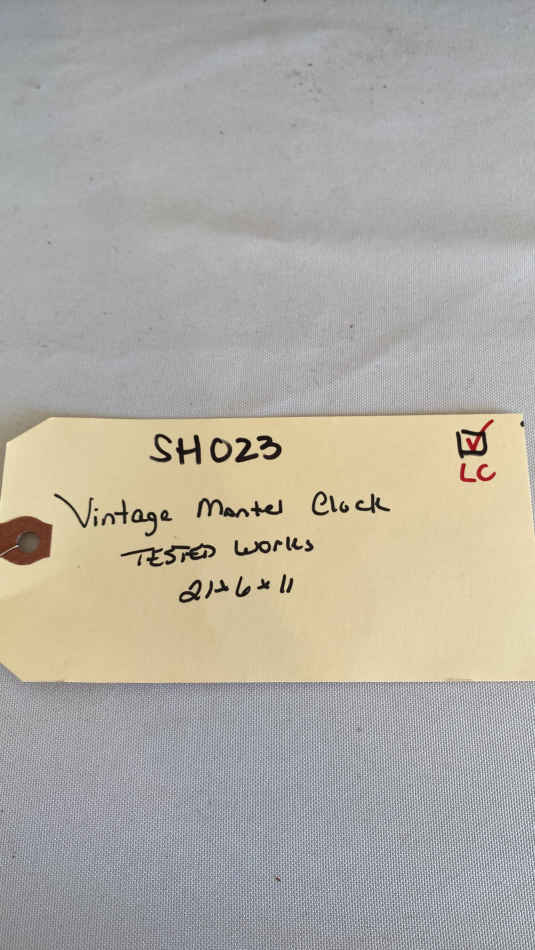 SH023
LC
Vintage Mantel Clock
TESTED Works
21x6x11